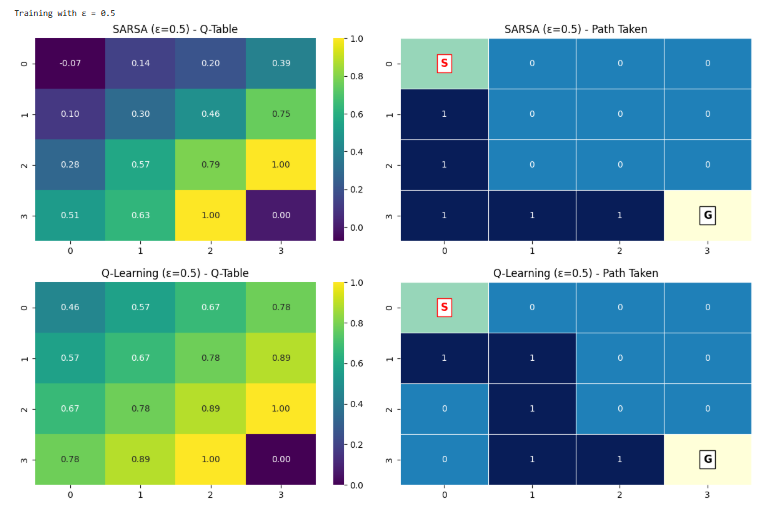 Training with ε = 0.5
SARSA (ε=0.5) - Q-Table
0 -0.07 0.14 0.20 0.39
1 0.10 0.30 0.46 0.75
2 0.28 0.57 0.79 1.00
3 0.51 0.63 1.00 0.00
0 1 2 3
1.0
0.8
0.6
0.4
0.2
0.0
SARSA (ε=0.5) - Path Taken
0 S 0 0 0
1 1 0 0 0
2 1 0 0 0
3 1 1 1 G
0 1 2 3
Q-Learning (ε=0.5) - Q-Table
0 0.46 0.57 0.67 0.78
1 0.57 0.67 0.78 0.89
2 0.67 0.78 0.89 1.00
3 0.78 0.89 1.00 0.00
0 1 2 3
1.0
0.8
0.6
0.4
0.2
0.0
Q-Learning (ε=0.5) - Path Taken
0 S 0 0 0
1 1 1 0 0
2 0 1 0 0
3 0 1 1 G
0 1 2 3